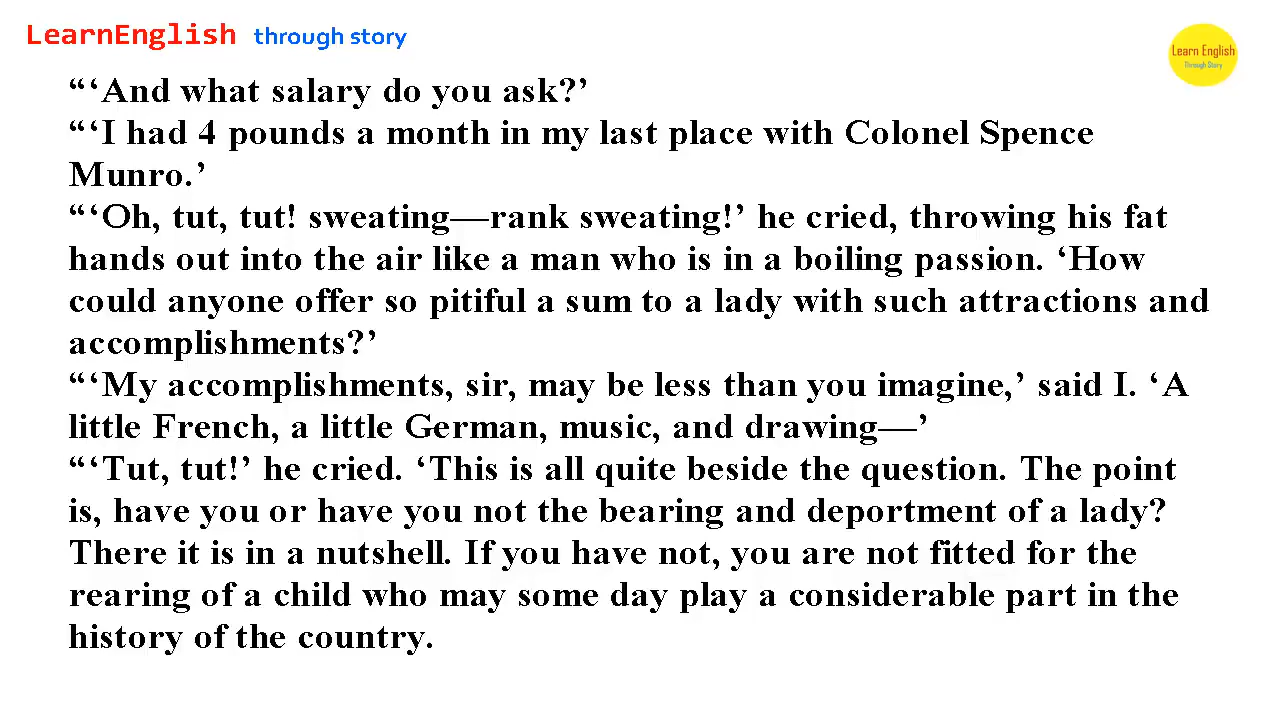 LearnEnglish through story
Learn English
Through Story
“‘And what salary do you ask?’
“‘I had 4 pounds a month in my last place with Colonel Spence
Munro.’
“‘Oh, tut, tut! sweating—rank sweating!’ he cried, throwing his fat
hands out into the air like a man who is in a boiling passion. ‘How
could anyone offer so pitiful a sum to a lady with such attractions and
accomplishments?’
“‘My accomplishments, sir, may be less than you imagine,’ said I. ‘A
little French, a little German, music, and drawing—’
“‘Tut, tut!’ he cried. ‘This is all quite beside the question. The point
is, have you or have you not the bearing and deportment of a lady?
There it is in a nutshell. If you have not, you are not fitted for the
rearing of a child who may some day play a considerable part in the
history of the country.